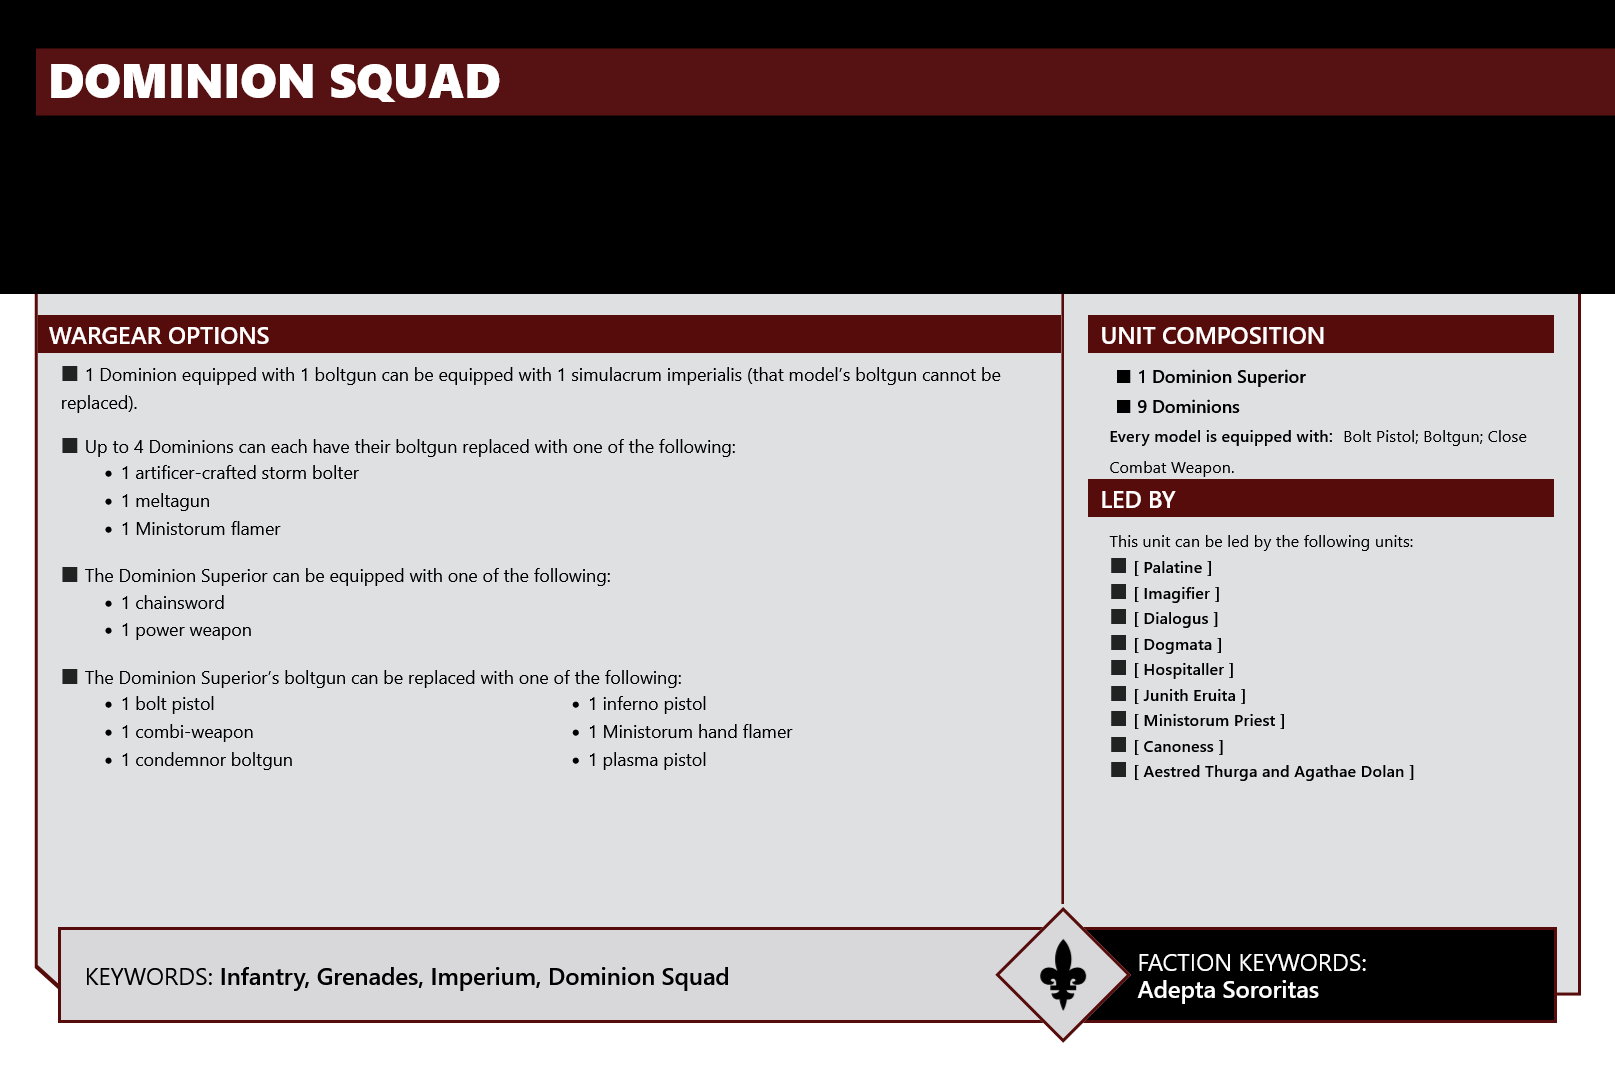 DOMINION SQUAD
WARGEAR OPTIONS
■ 1 Dominion equipped with 1 boltgun can be equipped with 1 simulacrum imperialis (that model's boltgun cannot be
replaced).
■ Up to 4 Dominions can each have their boltgun replaced with one of the following:
• 1 artificer-crafted storm bolter
• 1 meltagun
• 1 Ministorum flamer
■ The Dominion Superior can be equipped with one of the following:
• 1 chainsword
• 1 power weapon
■ The Dominion Superior's boltgun can be replaced with one of the following:
• 1 bolt pistol
• 1 combi-weapon
• 1 condemnor boltgun
• 1 inferno pistol
• 1 Ministorum hand flamer
• 1 plasma pistol
UNIT COMPOSITION
■ 1 Dominion Superior
■ 9 Dominions
Every model is equipped with: Bolt Pistol; Boltgun; Close
Combat Weapon.
LED BY
This unit can be led by the following units:
■ [ Palatine ]
■ [ Imagifier ]
■ [ Dialogus ]
■ [ Dogmata ]
■ [ Hospitaller ]
■ [ Junith Eruita ]
■ [ Ministorum Priest ]
■ [ Canoness ]
■ [ Aestred Thurga and Agathae Dolan ]
KEYWORDS: Infantry, Grenades, Imperium, Dominion Squad
FACTION KEYWORDS:
Adepta Sororitas